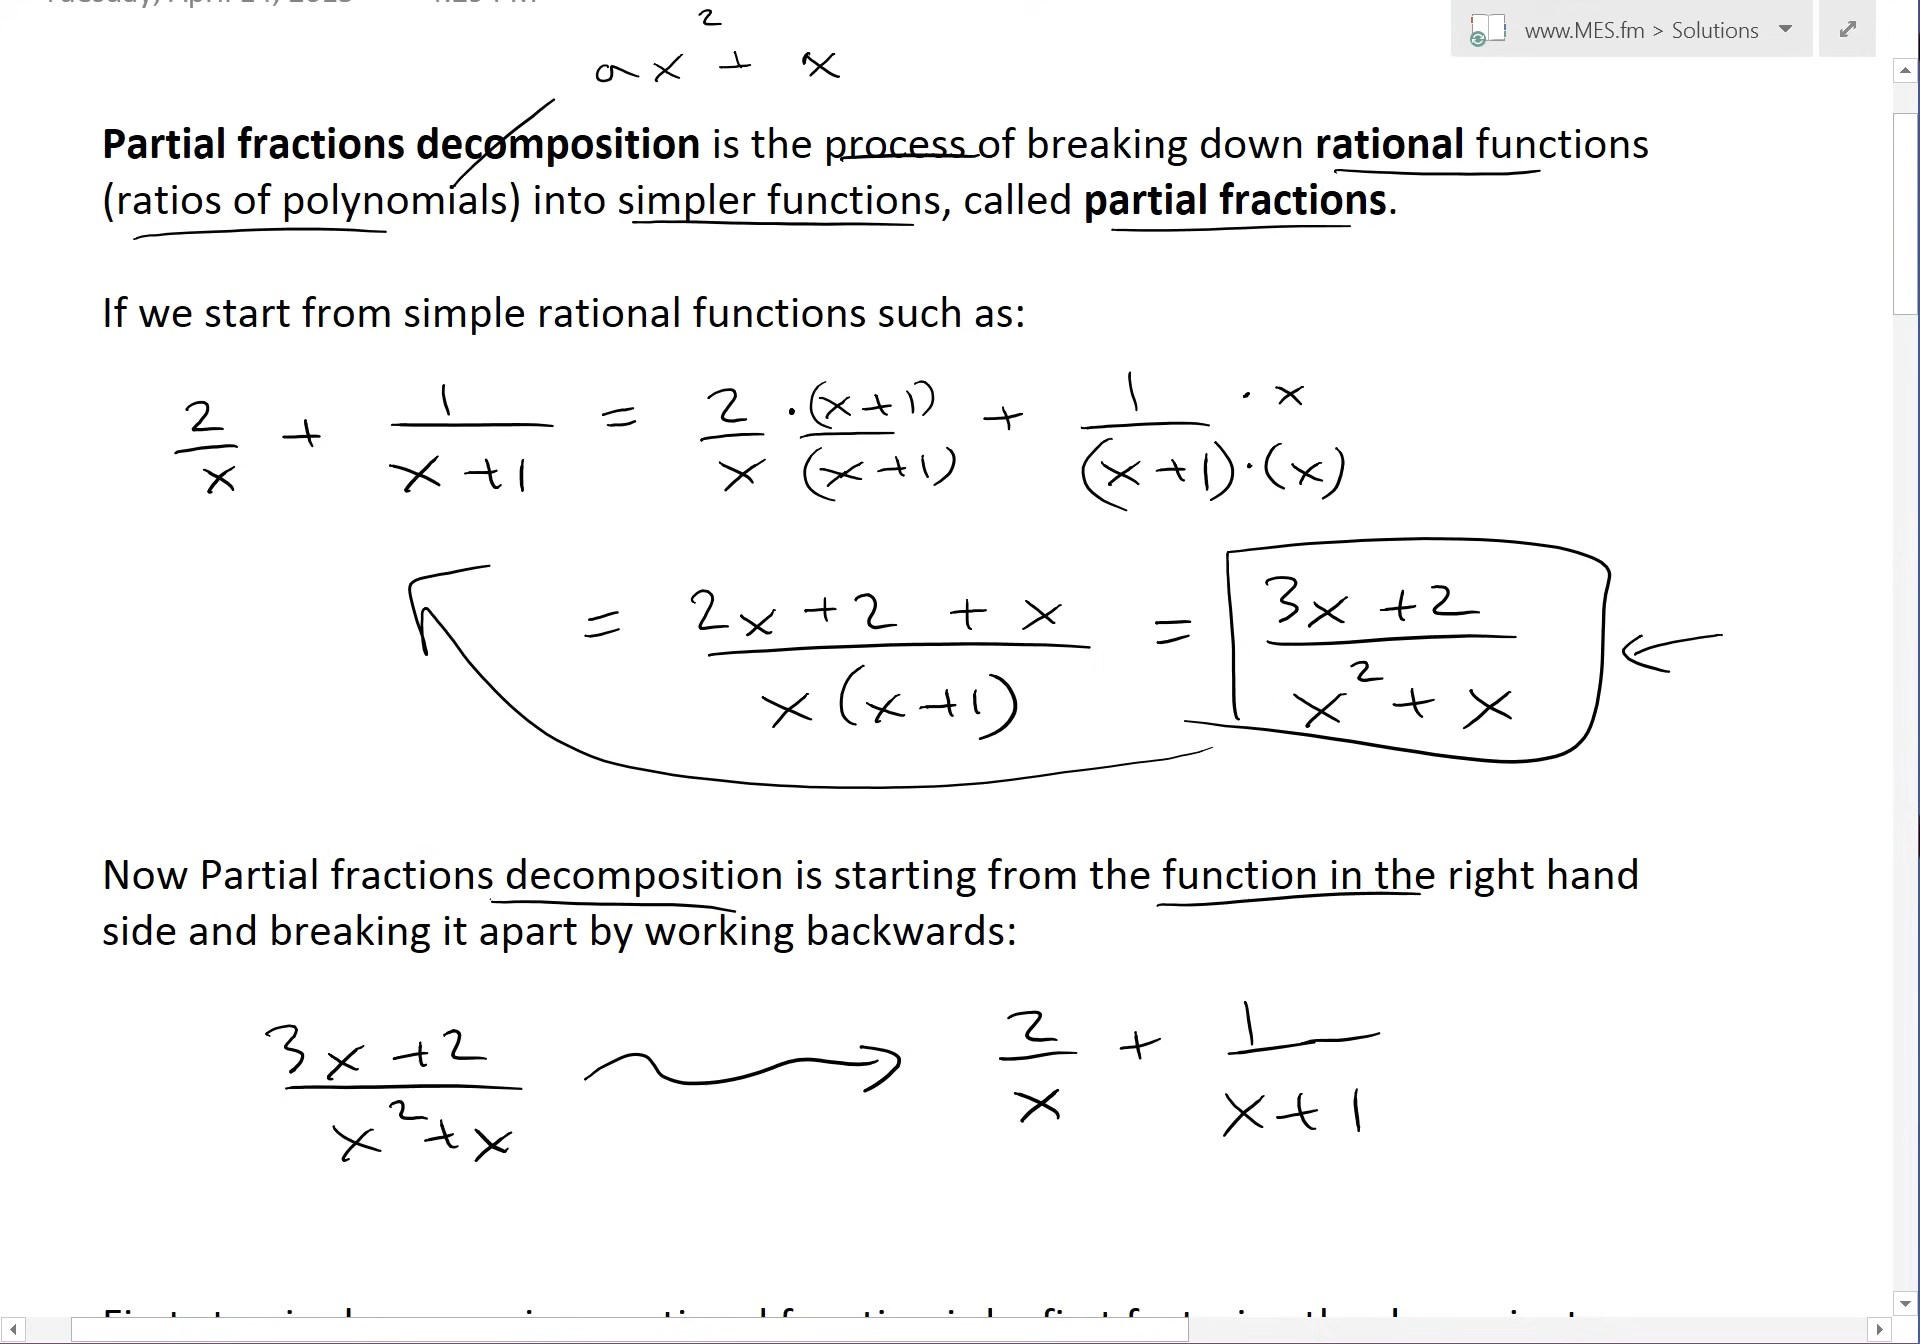 www.MES.fm > Solutions
ax² + x
Partial fractions decomposition is the process of breaking down rational functions
(ratios of polynomials) into simpler functions, called partial fractions.
If we start from simple rational functions such as:
2/x + 1/(x+1) = 2·(x+1)/x(x+1) + 1·x/(x+1)·(x)
= (2x+2+x)/x(x+1) = (3x+2)/(x²+x)
Now Partial fractions decomposition is starting from the function in the right hand
side and breaking it apart by working backwards:
(3x+2)/(x²+x) → 2/x + 1/(x+1)